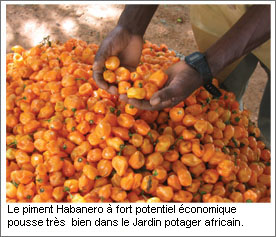 Le piment Habanero à fort potentiel économique
pousse très bien dans le Jardin potager africain.